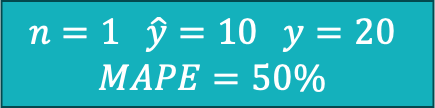 n = 1 ŷ = 10 y = 20
MAPE = 50%